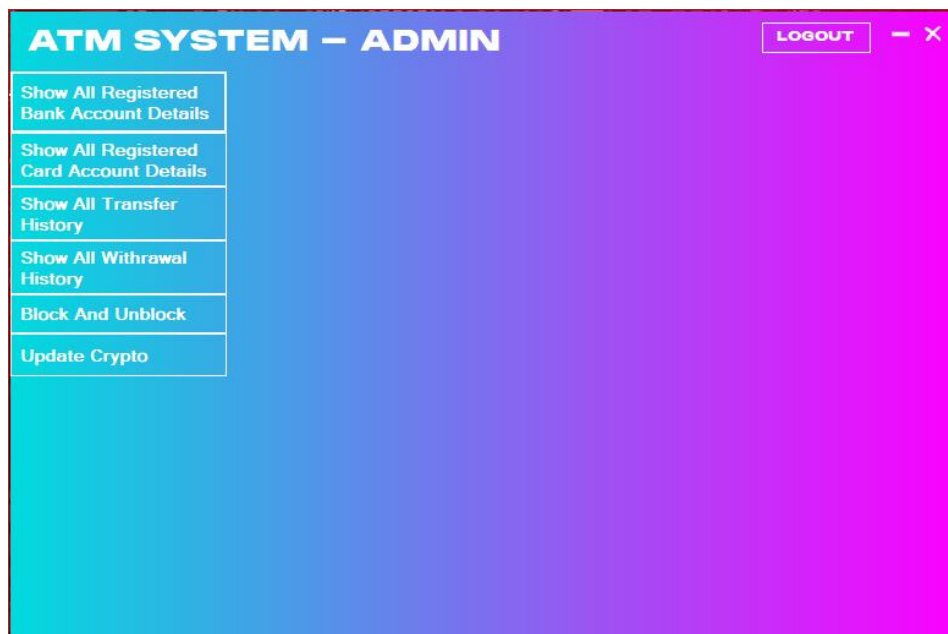 ATM SYSTEM – ADMIN
LOGOUT
Show All Registered
Bank Account Details
Show All Registered
Card Account Details
Show All Transfer
History
Show All Withrawal
History
Block And Unblock
Update Crypto